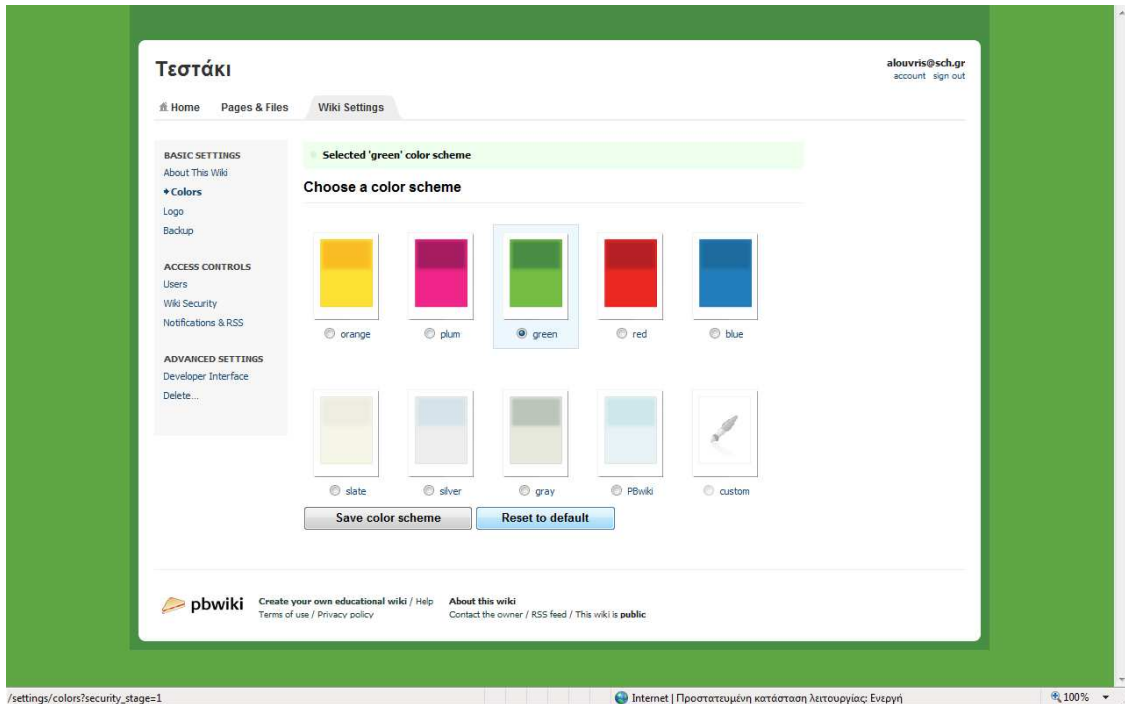 Τεστάκι
alouvris@sch.gr
account sign out
Home Pages & Files Wiki Settings
BASIC SETTINGS
About This Wiki
Colors
Logo
Backup
ACCESS CONTROLS
Users
Wiki Security
Notifications & RSS
ADVANCED SETTINGS
Developer Interface
Delete...
Selected 'green' color scheme
Choose a color scheme
orange plum green red blue
slate silver gray PBwiki custom
Save color scheme Reset to default
pbwiki
Create your own educational wiki / Help
Terms of use / Privacy policy
About this wiki
Contact the owner / RSS feed / This wiki is public
/settings/colors?security_stage=1 Internet | Προστατευμένη κατάσταση λειτουργίας: Ενεργή 100%